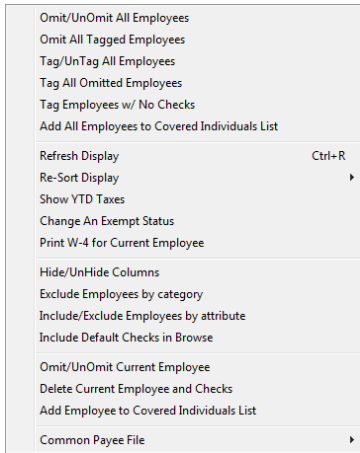 Omit/UnOmit All Employees
Omit All Tagged Employees
Tag/UnTag All Employees
Tag All Omitted Employees
Tag Employees w/ No Checks
Add All Employees to Covered Individuals List
Refresh Display Ctrl+R
Re-Sort Display
Show YTD Taxes
Change An Exempt Status
Print W-4 for Current Employee
Hide/UnHide Columns
Exclude Employees by category
Include/Exclude Employees by attribute
Include Default Checks in Browse
Omit/UnOmit Current Employee
Delete Current Employee and Checks
Add Employee to Covered Individuals List
Common Payee File